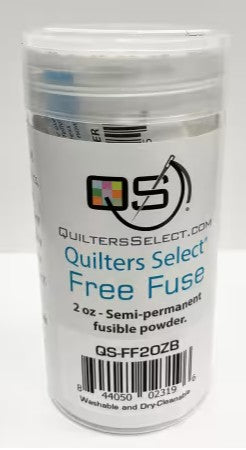 QS®
QUILTERSSELECT.COM
Quilters Select®
Free Fuse
2 oz - Semi-permanent
fusible powder.
QS-FF2OZB
8 44050 02319 6
Washable and Dry-Cleanable